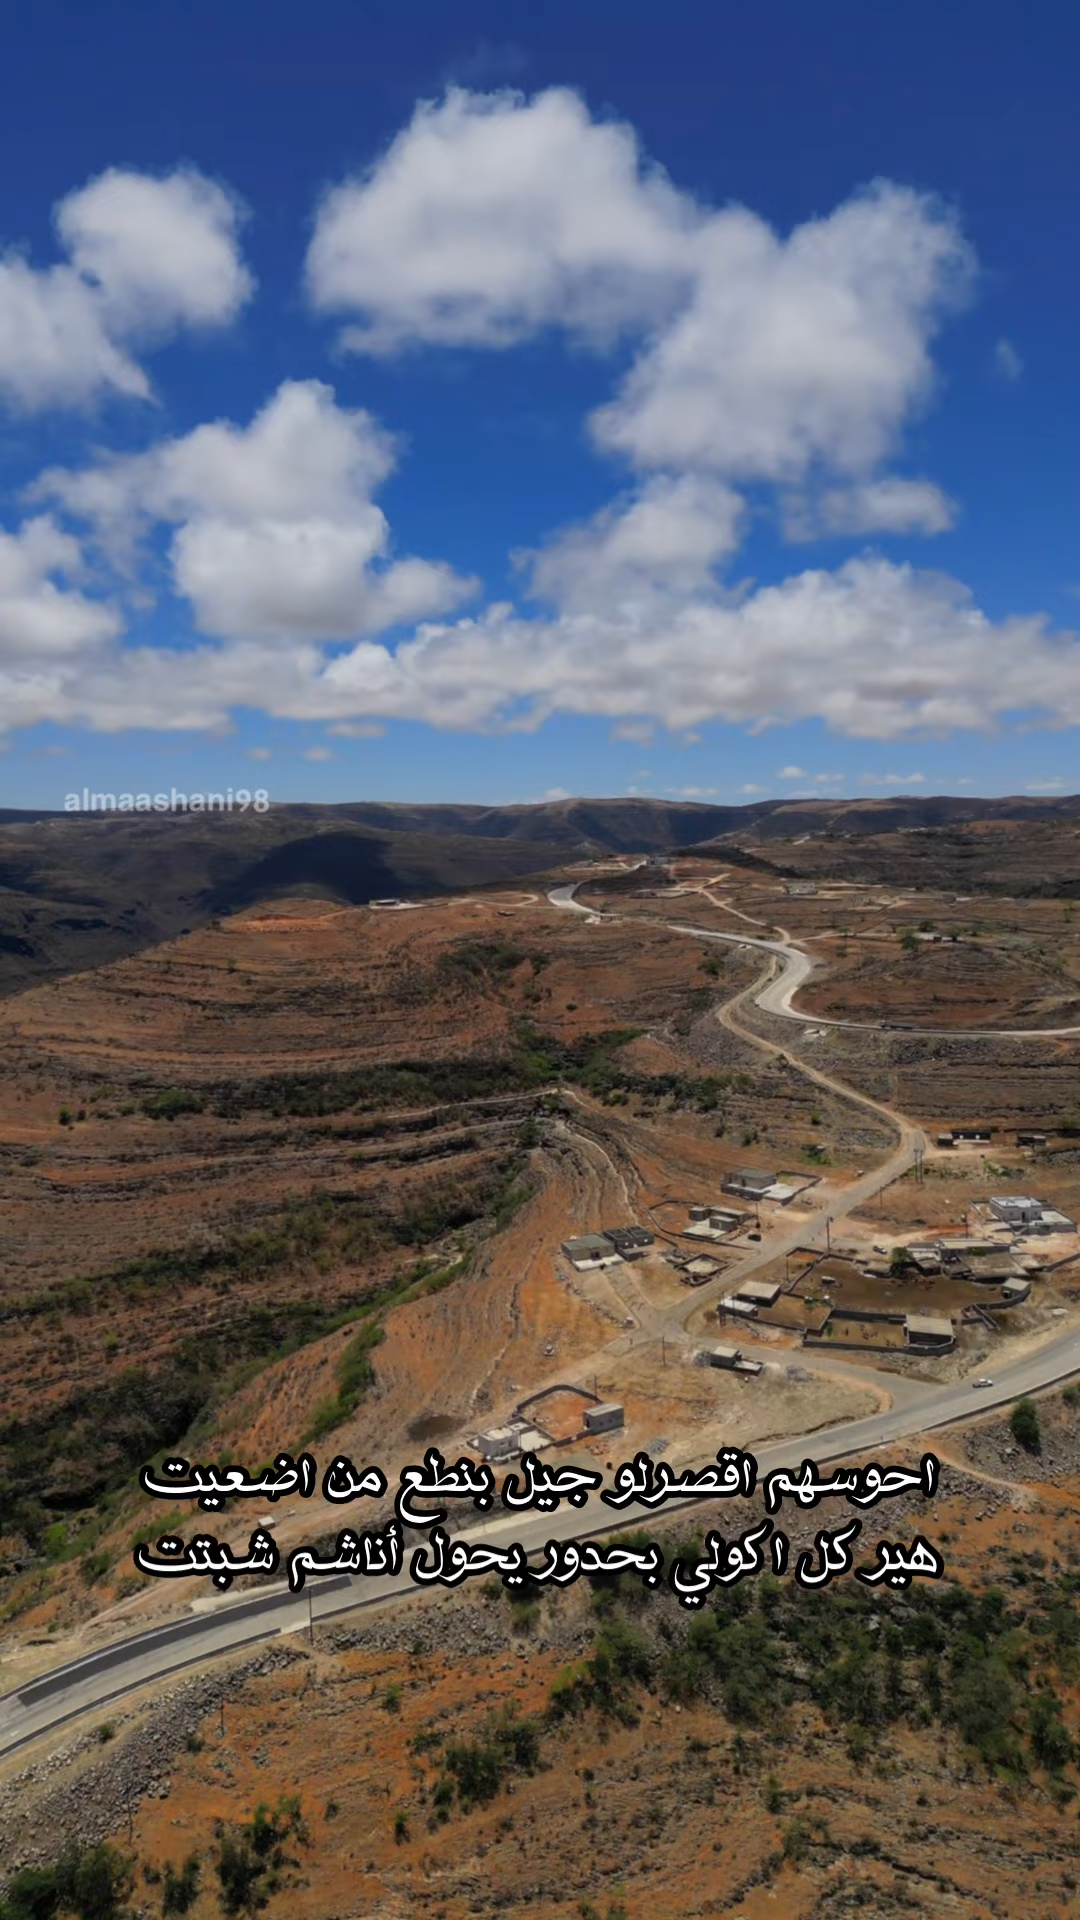 almaashani98
احوسهم اقصرلو جيل بنطع من اضعيت
هير كل اكولي بحدور يحول أناشم شبتت